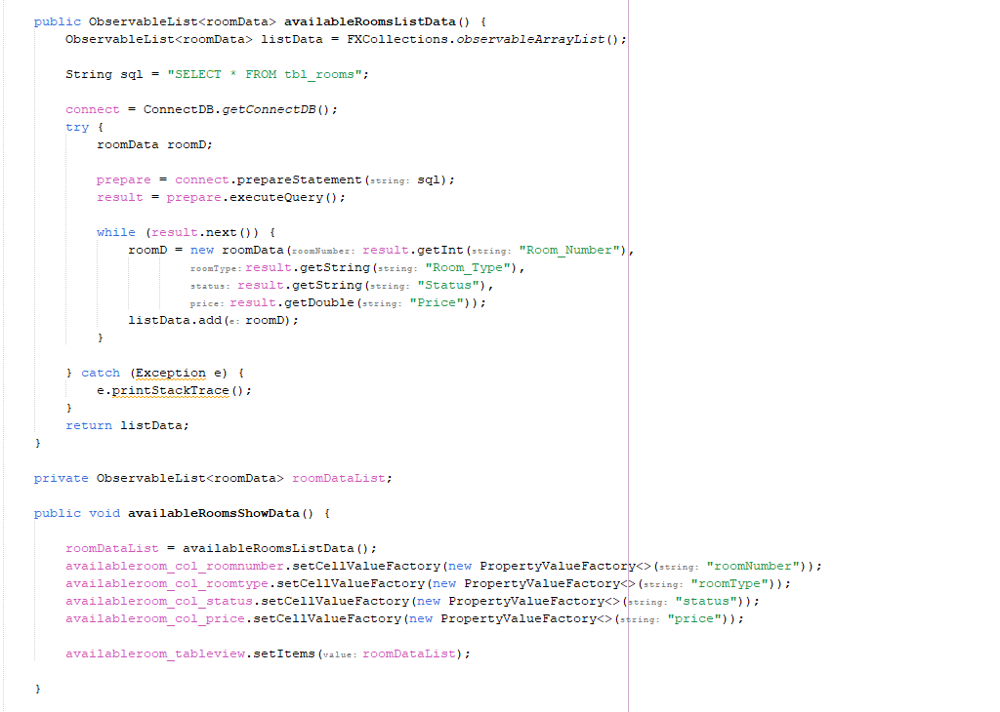 public ObservableList<roomData> availableRoomsListData() {
ObservableList<roomData> listData = FXCollections.observableArrayList();
String sql = "SELECT * FROM tbl_rooms";
connect = ConnectDB.getConnectDB();
try {
roomData roomD;
prepare = connect.prepareStatement(string: sql);
result = prepare.executeQuery();
while (result.next()) {
roomD = new roomData(roomNumber: result.getInt(string: "Room_Number"),
roomType: result.getString(string: "Room_Type"),
status: result.getString(string: "Status"),
price: result.getDouble(string: "Price"));
listData.add(e: roomD);
}
} catch (Exception e) {
e.printStackTrace();
}
return listData;
}
private ObservableList<roomData> roomDataList;
public void availableRoomsShowData() {
roomDataList = availableRoomsListData();
availableroom_col_roomnumber.setCellValueFactory(new PropertyValueFactory<>(string: "roomNumber"));
availableroom_col_roomtype.setCellValueFactory(new PropertyValueFactory<>(string: "roomType"));
availableroom_col_status.setCellValueFactory(new PropertyValueFactory<>(string: "status"));
availableroom_col_price.setCellValueFactory(new PropertyValueFactory<>(string: "price"));
availableroom_tableview.setItems(value: roomDataList);
}